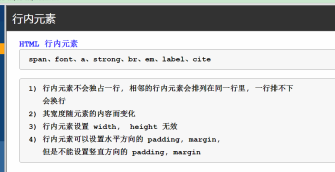 行内元素
HTML 行内元素
span、font、a、strong、br、em、label、cite
1) 行内元素不会独占一行, 相邻的行内元素会排列在同一行里, 一行排不下
会换行
2) 其宽度随元素的内容而变化
3) 行内元素设置 width, height 无效
4) 行内元素可以设置水平方向的 padding, margin,
但是不能设置竖直方向的 padding, margin